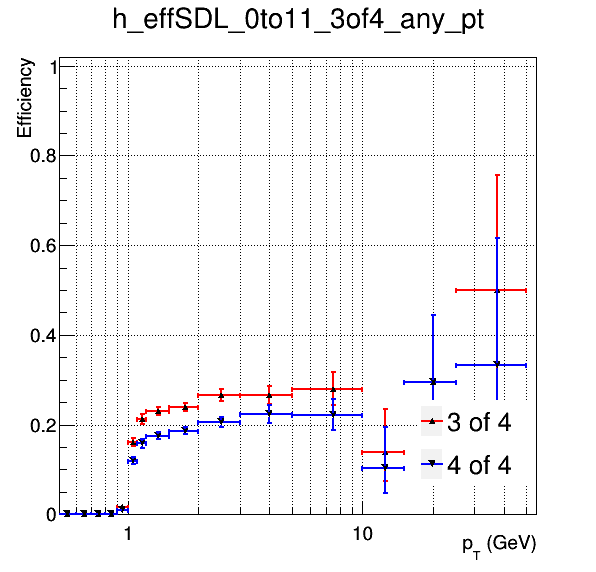 h_effSDL_0to11_3of4_any_pt
Efficiency
1
0.8
0.6
0.4
0.2
0
3 of 4
4 of 4
1
10
p_T (GeV)